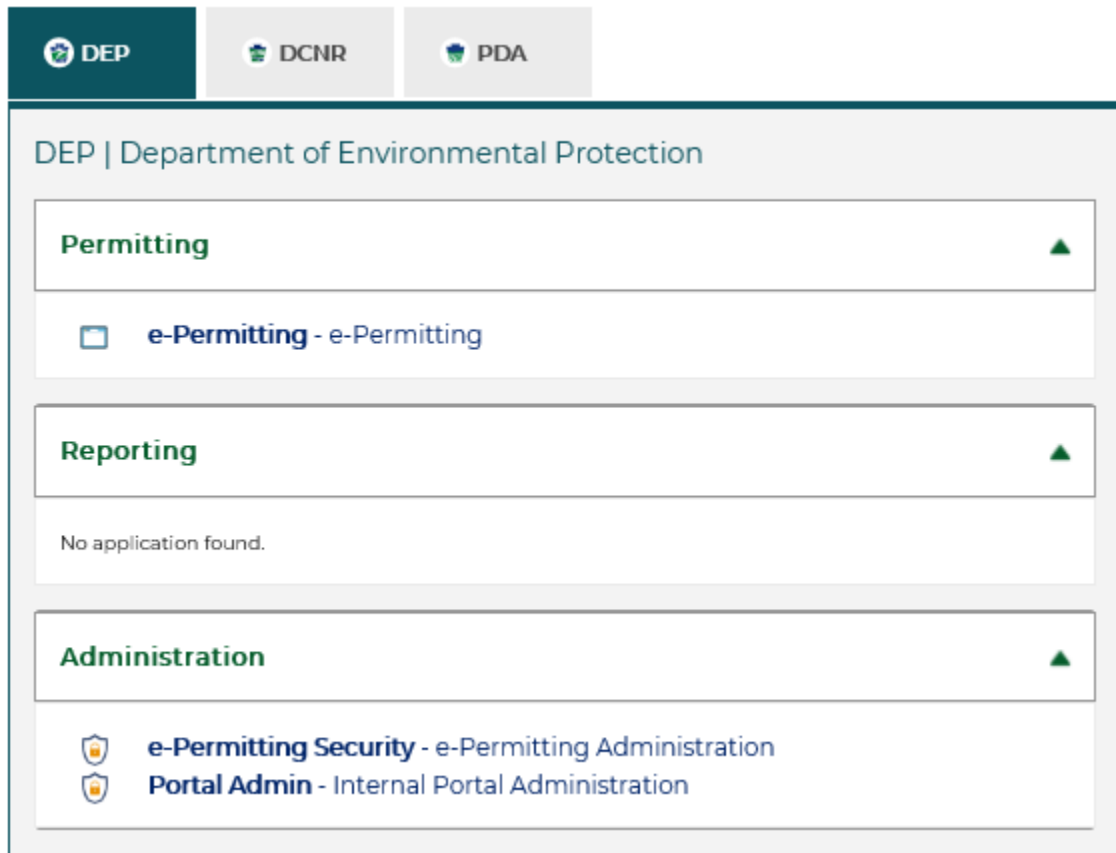 DEP
DCNR
PDA
DEP | Department of Environmental Protection
Permitting
e-Permitting - e-Permitting
Reporting
No application found.
Administration
e-Permitting Security - e-Permitting Administration
Portal Admin - Internal Portal Administration